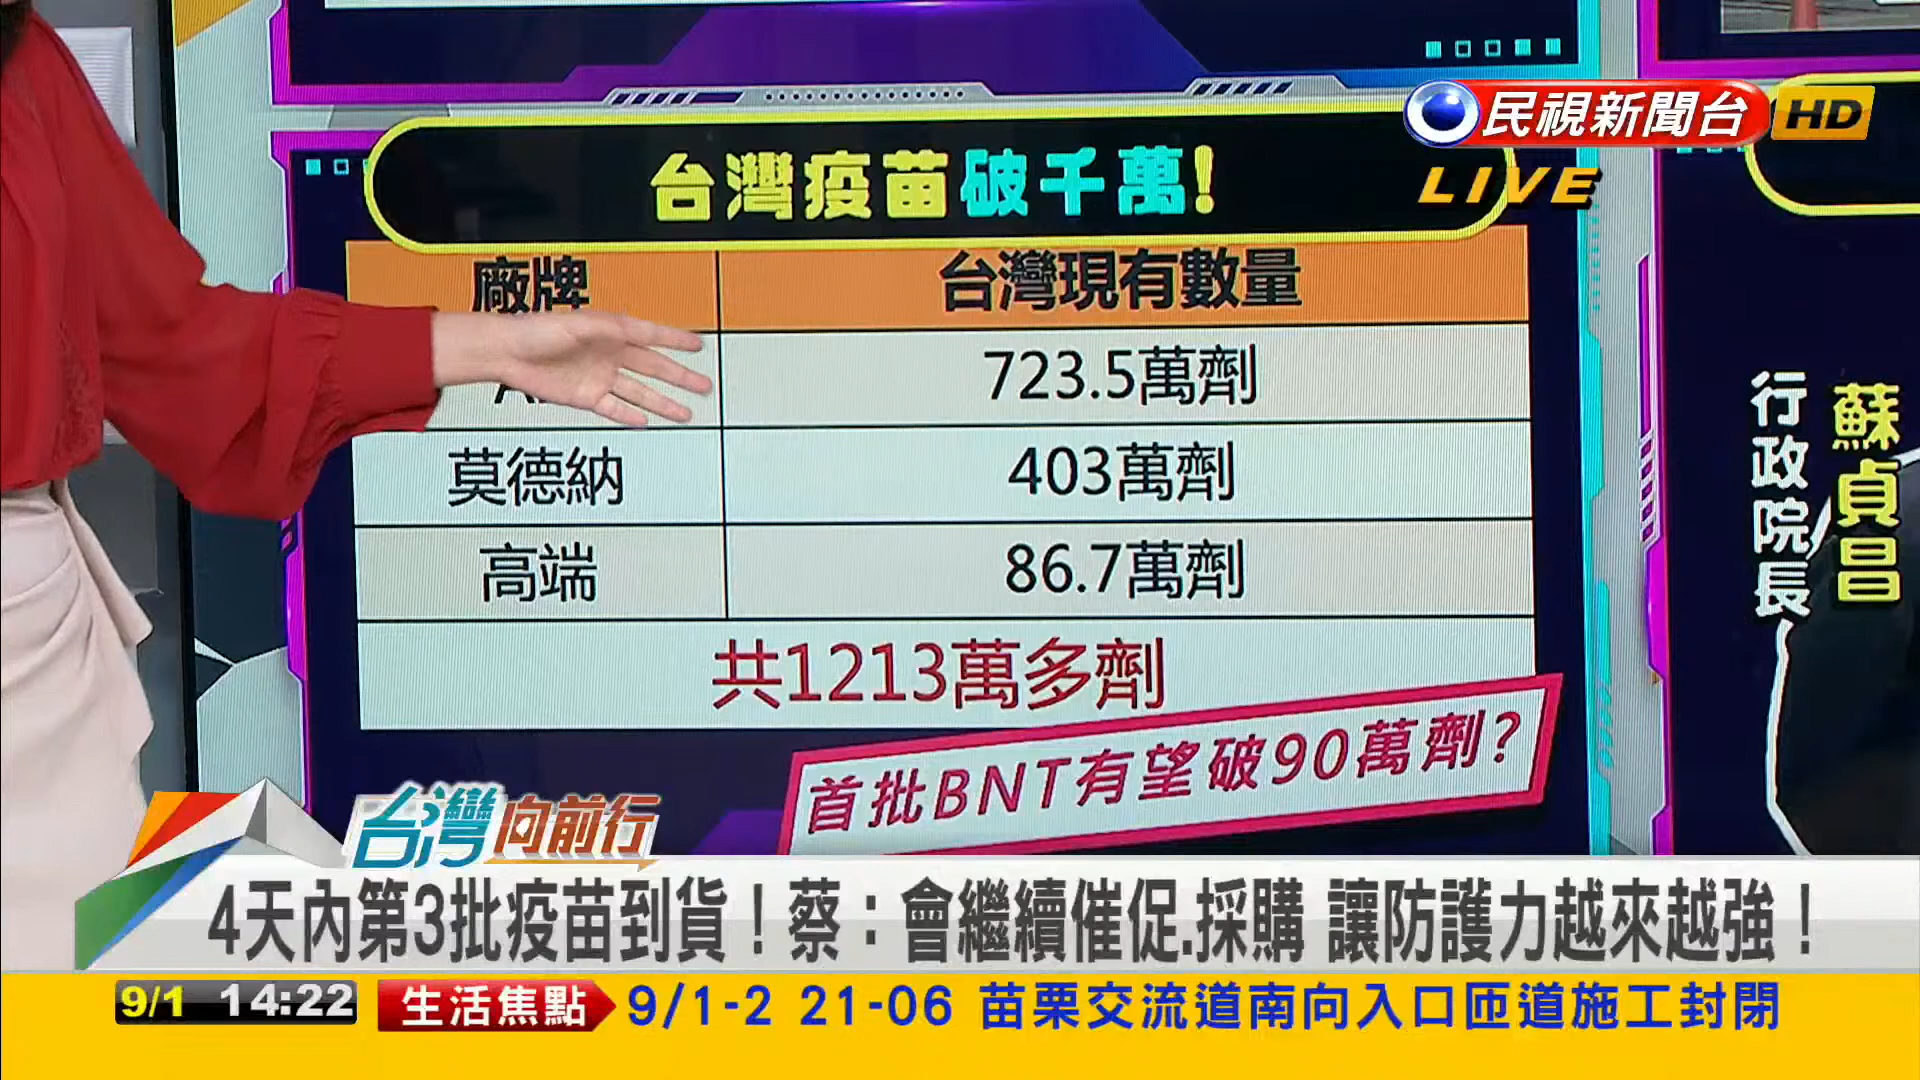 民視新聞台 HD
LIVE
台灣疫苗破千萬!
廠牌 台灣現有數量
723.5萬劑
莫德納 403萬劑
高端 86.7萬劑
共1213萬多劑
首批BNT有望破90萬劑?
蘇貞昌
行政院長
台灣向前行
4天內第3批疫苗到貨！蔡：會繼續催促.採購 讓防護力越來越強！
9/1 14:22 生活焦點 9/1-2 21-06 苗栗交流道南向入口匝道施工封閉